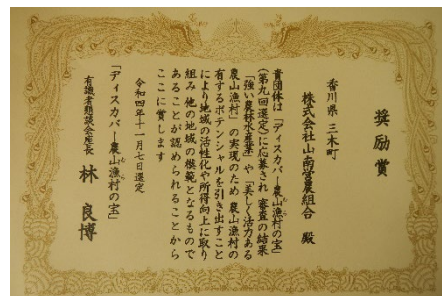 奨励賞
香川県 三木町
株式会社山南営農組合 殿
貴団体は「ディスカバー農山漁村の宝」
(第九回選定)に応募され 審査の結果
「強い農林水産業」や「美しく活力ある
農山漁村」の実現のため 農山漁村の
有するポテンシャルを引き出すこと
により地域の活性化や所得向上に取り
組み 他の地域の模範となるもので
あることが認められることから
ここに賞します
令和四年十一月七日選定
「ディスカバー農山漁村の宝」
有識者懇談会座長 林 良博